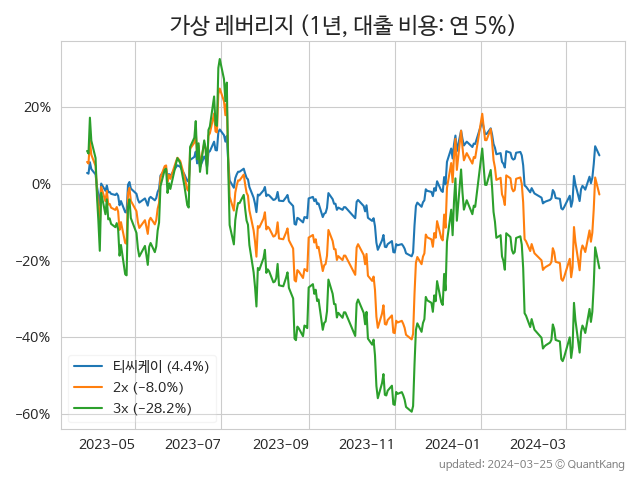 가상 레버리지 (1년, 대출 비용: 연 5%)
20%
0%
−20%
−40%
−60%
티씨케이 (4.4%)
2x (−8.0%)
3x (−28.2%)
2023−05 2023−07 2023−09 2023−11 2024−01 2024−03
updated: 2024−03−25 © QuantKang